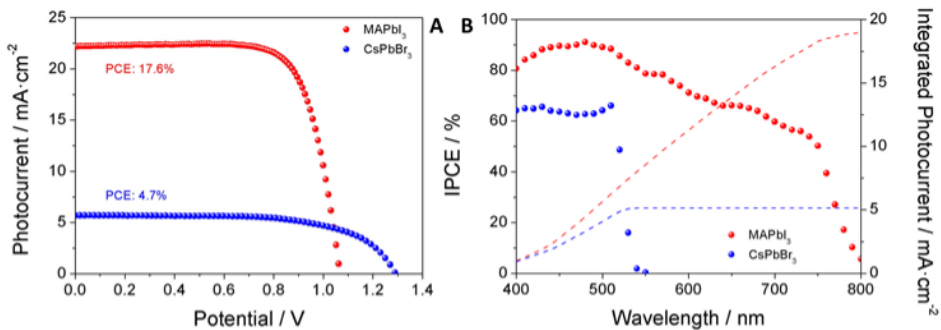 A
Photocurrent / mA·cm⁻²
25
20
15
10
5
0
MAPbI₃
CsPbBr₃
PCE: 17.6%
PCE: 4.7%
0.0 0.2 0.4 0.6 0.8 1.0 1.2 1.4
Potential / V
B
IPCE / %
100
80
60
40
20
0
MAPbI₃
CsPbBr₃
400 500 600 700 800
Wavelength / nm
20
15
10
5
0
Integrated Photocurrent / mA·cm⁻²